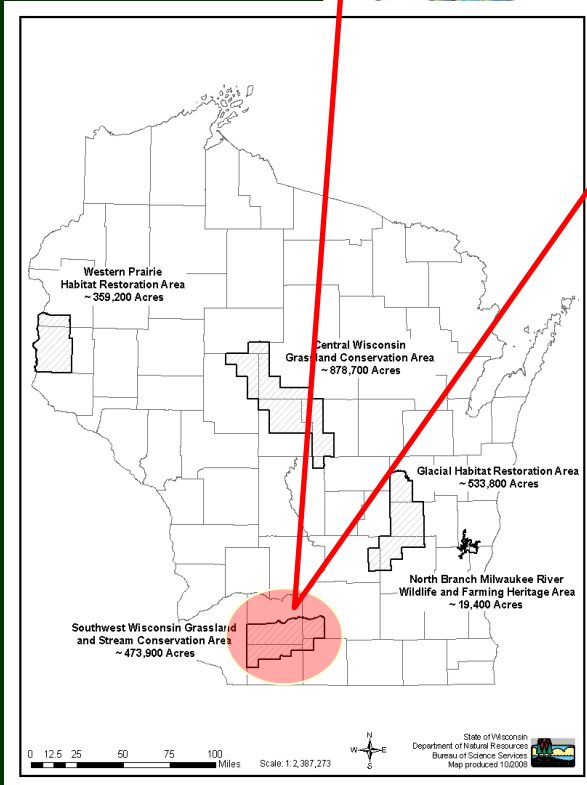 Western Prairie
Habitat Restoration Area
~ 359,200 Acres
Central Wisconsin
Grassland Conservation Area
~ 878,700 Acres
Glacial Habitat Restoration Area
~ 533,800 Acres
North Branch Milwaukee River
Wildlife and Farming Heritage Area
~ 19,400 Acres
Southwest Wisconsin Grassland
and Stream Conservation Area
~ 473,900 Acres
0 12.5 25 50 75 100
Miles
Scale: 1:2,387,273
N
W E
S
State of Wisconsin
Department of Natural Resources
Bureau of Science Services
Map produced 10/2008